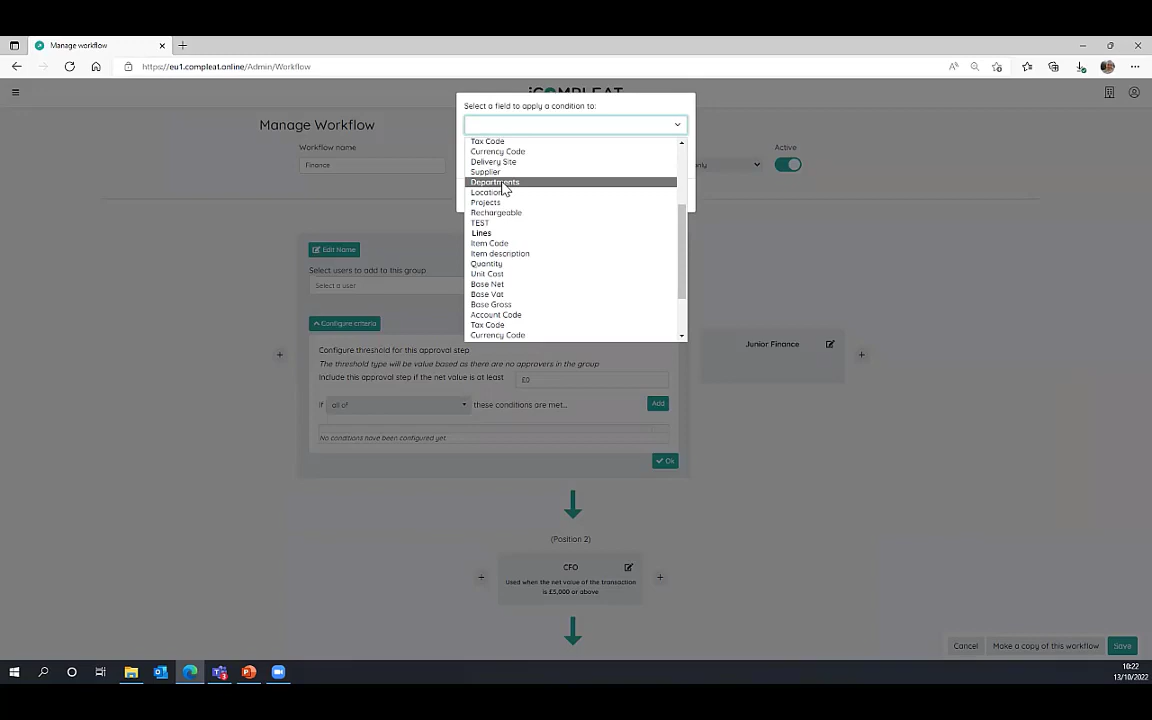 Manage workflow
https://eu1.compleat.online/Admin/Workflow
iCOMPLEAT
Select a field to apply a condition to:
Manage Workflow
Workflow name
Active
Finance
only
Tax Code
Currency Code
Delivery Site
Supplier
Departments
Location
Projects
Rechargeable
TEST
Lines
Item Code
Item description
Quantity
Unit Cost
Base Net
Base Vat
Base Gross
Account Code
Tax Code
Currency Code
Edit Name
Select users to add to this group
Select a user
Configure criteria
Configure threshold for this approval step
The threshold type will be value based as there are no approvers in the group
Include this approval step if the net value is at least £0
If all of these conditions are met... Add
No conditions have been configured yet
Ok
Junior Finance
(Position 2)
CFO
Used when the net value of the transaction
is £5,000 or above
Cancel Make a copy of this workflow Save
10:22
13/10/2022